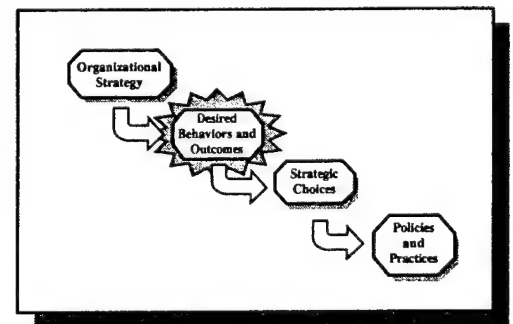 Organizational
Strategy
Desired
Behaviors and
Outcomes
Strategic
Choices
Policies
and
Practices